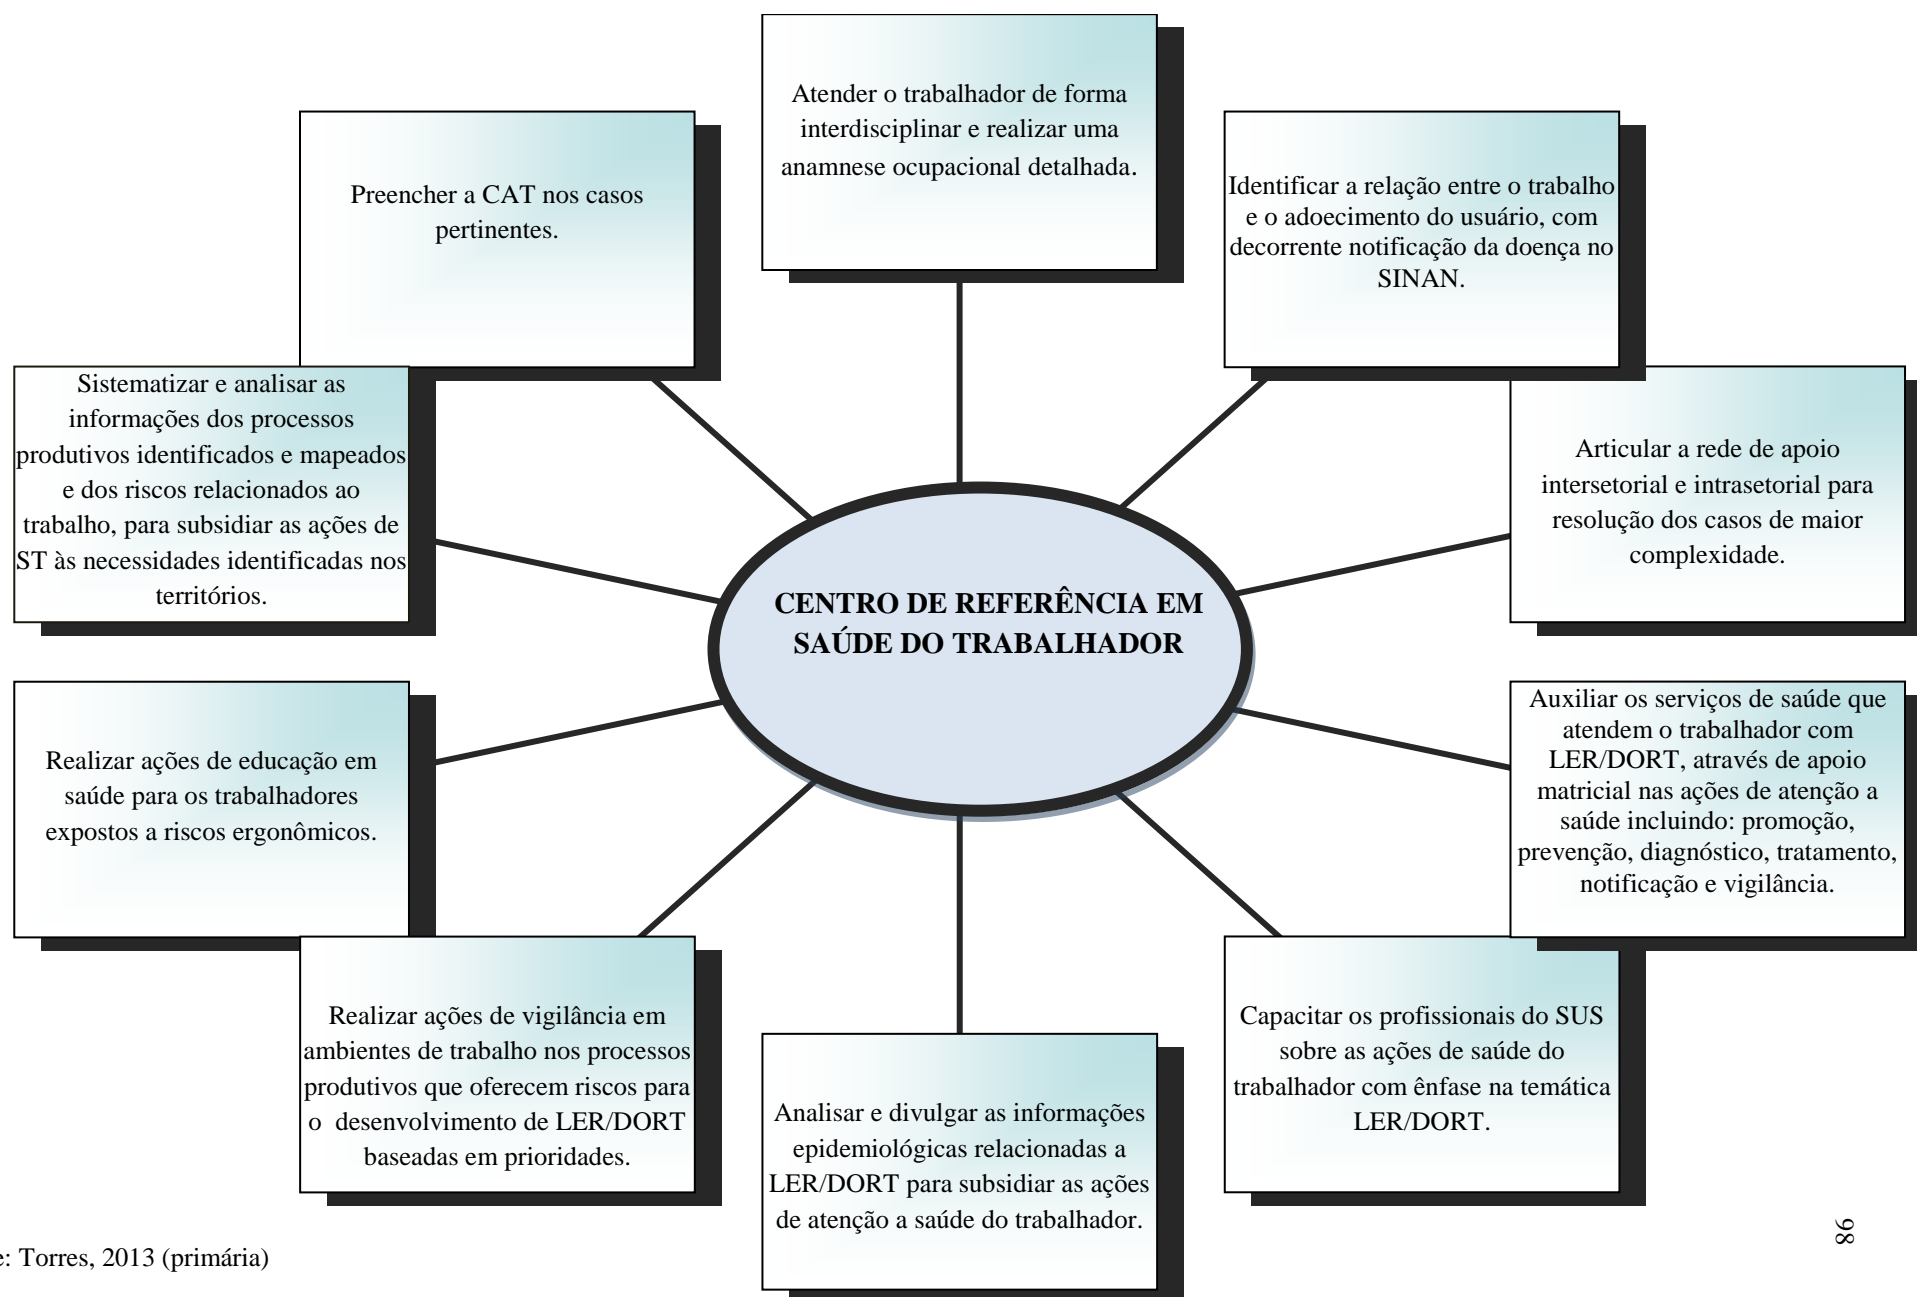 Atender o trabalhador de forma
interdisciplinar e realizar uma
anamnese ocupacional detalhada.
Identificar a relação entre o trabalho
e o adoecimento do usuário, com
decorrente notificação da doença no
SINAN.
Articular a rede de apoio
intersetorial e intrasetorial para
resolução dos casos de maior
complexidade.
Auxiliar os serviços de saúde que
atendem o trabalhador com
LER/DORT, através de apoio
matricial nas ações de atenção a
saúde incluindo: promoção,
prevenção, diagnóstico, tratamento,
notificação e vigilância.
Capacitar os profissionais do SUS
sobre as ações de saúde do
trabalhador com ênfase na temática
LER/DORT.
Analisar e divulgar as informações
epidemiológicas relacionadas a
LER/DORT para subsidiar as ações
de atenção a saúde do trabalhador.
Realizar ações de vigilância em
ambientes de trabalho nos processos
produtivos que oferecem riscos para
o desenvolvimento de LER/DORT
baseadas em prioridades.
Realizar ações de educação em
saúde para os trabalhadores
expostos a riscos ergonômicos.
Sistematizar e analisar as
informações dos processos
produtivos identificados e mapeados
e dos riscos relacionados ao
trabalho, para subsidiar as ações de
ST às necessidades identificadas nos
territórios.
Preencher a CAT nos casos
pertinentes.
CENTRO DE REFERÊNCIA EM
SAÚDE DO TRABALHADOR
e: Torres, 2013 (primária)
98